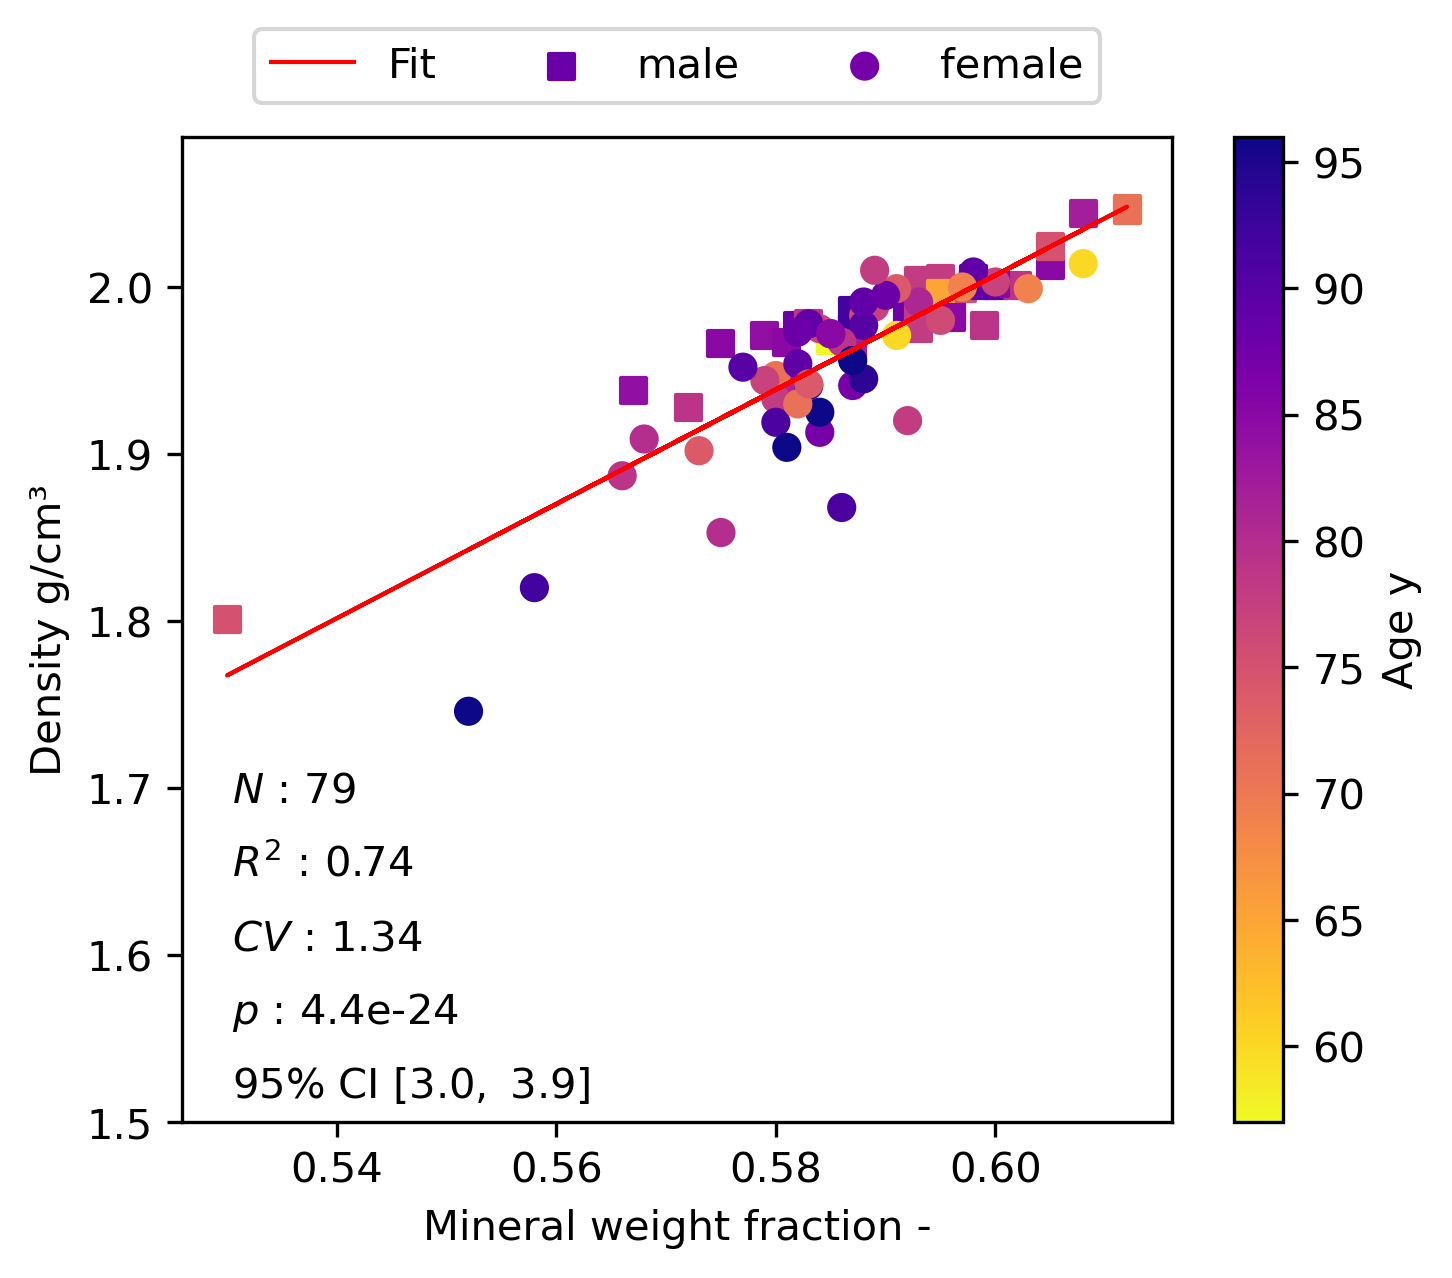 Fit male female
2.0
1.9
1.8
1.7
1.6
1.5
Density g/cm³
N : 79
R² : 0.74
CV : 1.34
p : 4.4e-24
95% CI [3.0, 3.9]
0.54 0.56 0.58 0.60
Mineral weight fraction -
95
90
85
80
75
70
65
60
Age y